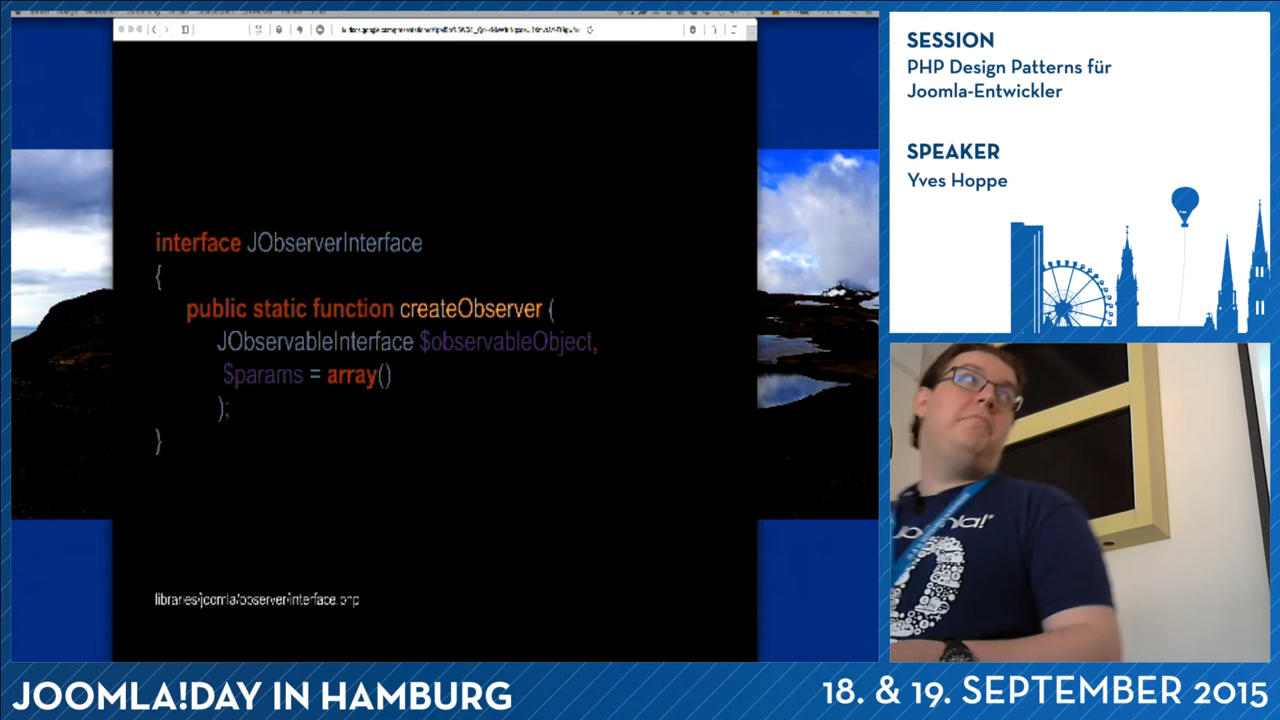 interface JObserverInterface
{
public static function createObserver (
JObservableInterface $observableObject,
$params = array()
);
}
libraries/joomla/observer/interface.php
SESSION
PHP Design Patterns für
Joomla-Entwickler
SPEAKER
Yves Hoppe
JOOMLA!DAY IN HAMBURG
18. & 19. SEPTEMBER 2015